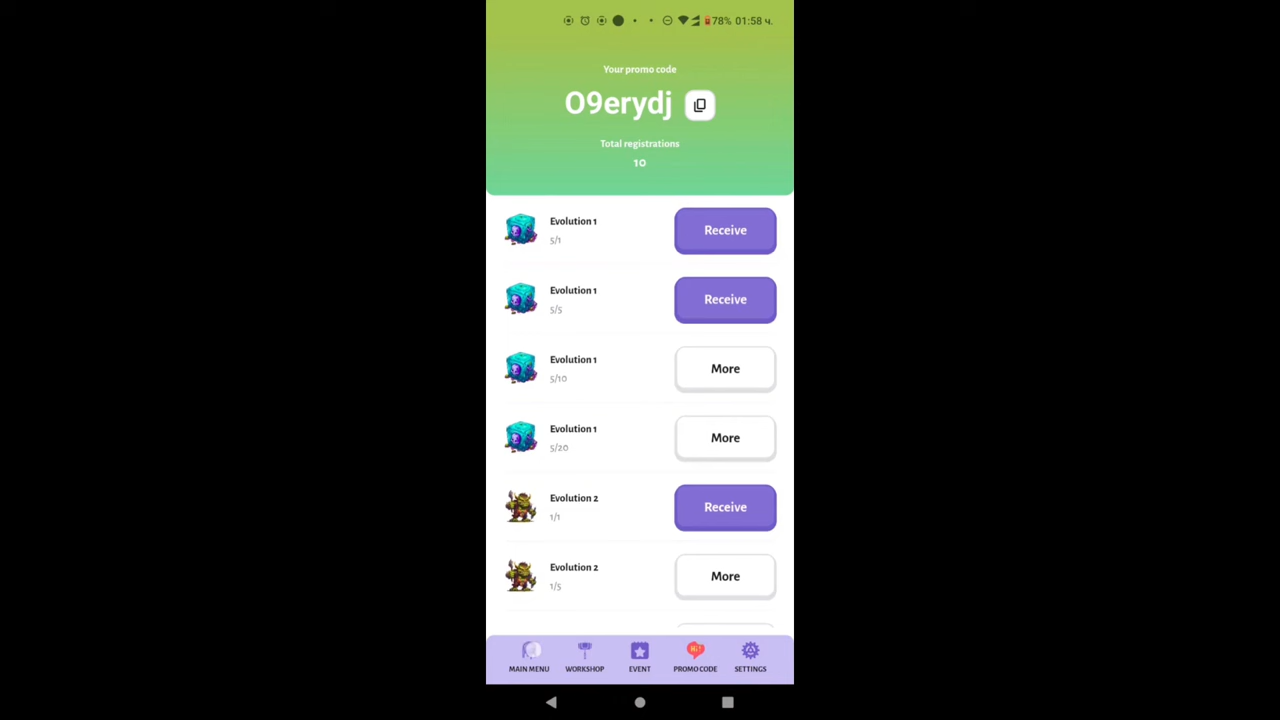 78% 01:58 ч.
Your promo code
O9erydj
Total registrations
10
Evolution 1
5/1
Receive
Evolution 1
5/5
Receive
Evolution 1
5/10
More
Evolution 1
5/20
More
Evolution 2
1/1
Receive
Evolution 2
1/5
More
Hi!
MAIN MENU WORKSHOP EVENT PROMO CODE SETTINGS